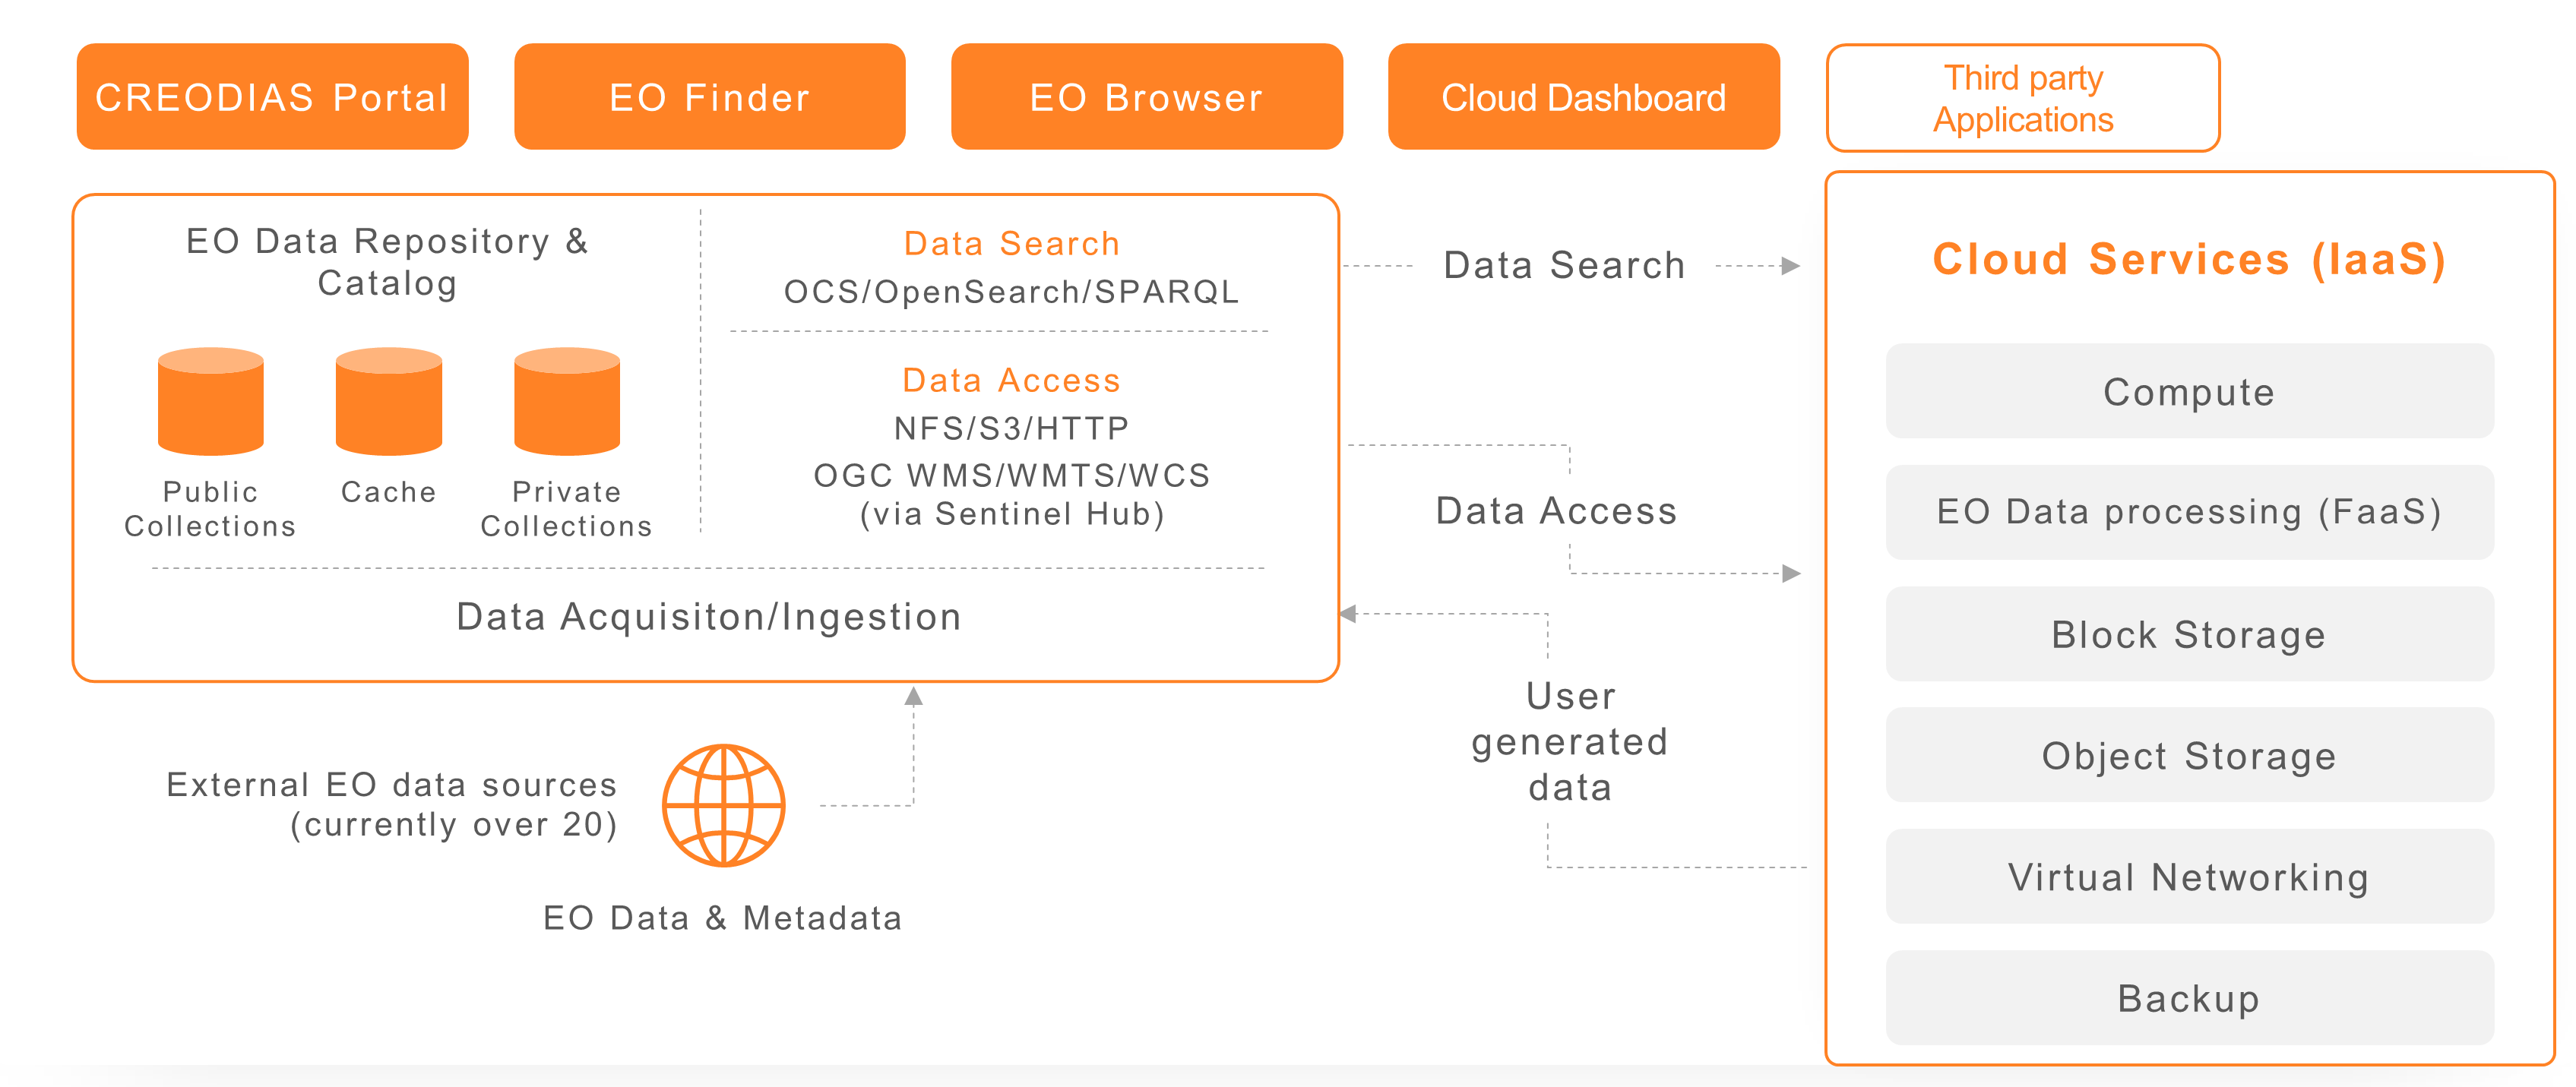 CREODIAS Portal
EO Finder
EO Browser
Cloud Dashboard
Third party
Applications
EO Data Repository &
Catalog
Public
Collections
Cache
Private
Collections
Data Search
OCS/OpenSearch/SPARQL
Data Access
NFS/S3/HTTP
OGC WMS/WMTS/WCS
(via Sentinel Hub)
Data Acquisiton/Ingestion
External EO data sources
(currently over 20)
EO Data & Metadata
Data Search
Data Access
User
generated
data
Cloud Services (IaaS)
Compute
EO Data processing (FaaS)
Block Storage
Object Storage
Virtual Networking
Backup